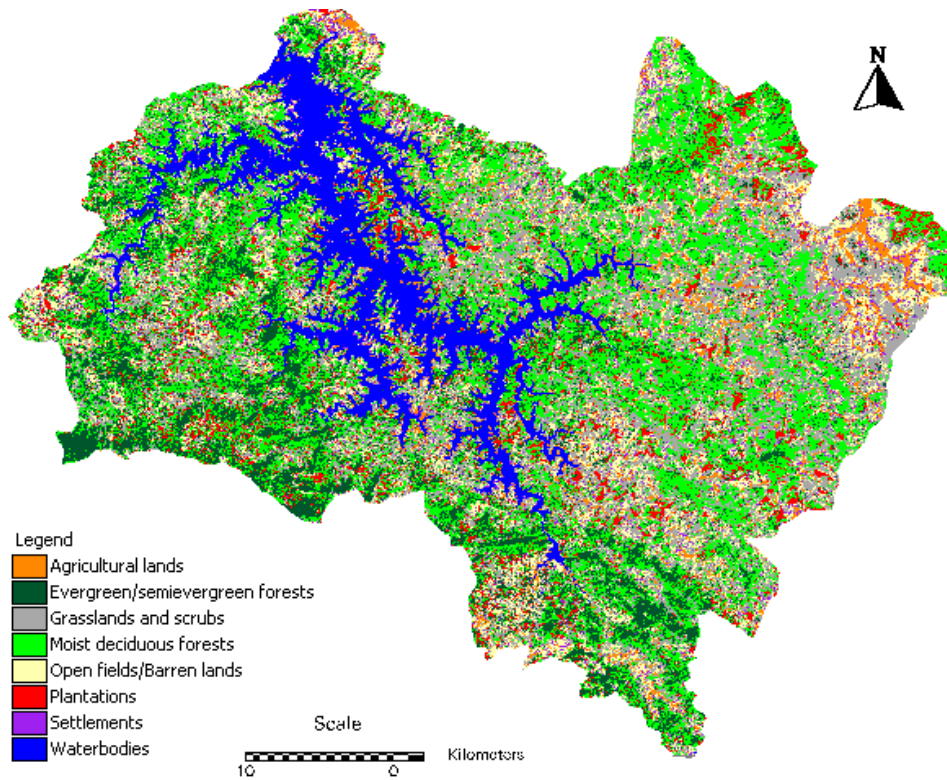 N
Legend
Agricultural lands
Evergreen/semievergreen forests
Grasslands and scrubs
Moist deciduous forests
Open fields/Barren lands
Plantations
Settlements
Waterbodies
Scale
Kilometers
10 0